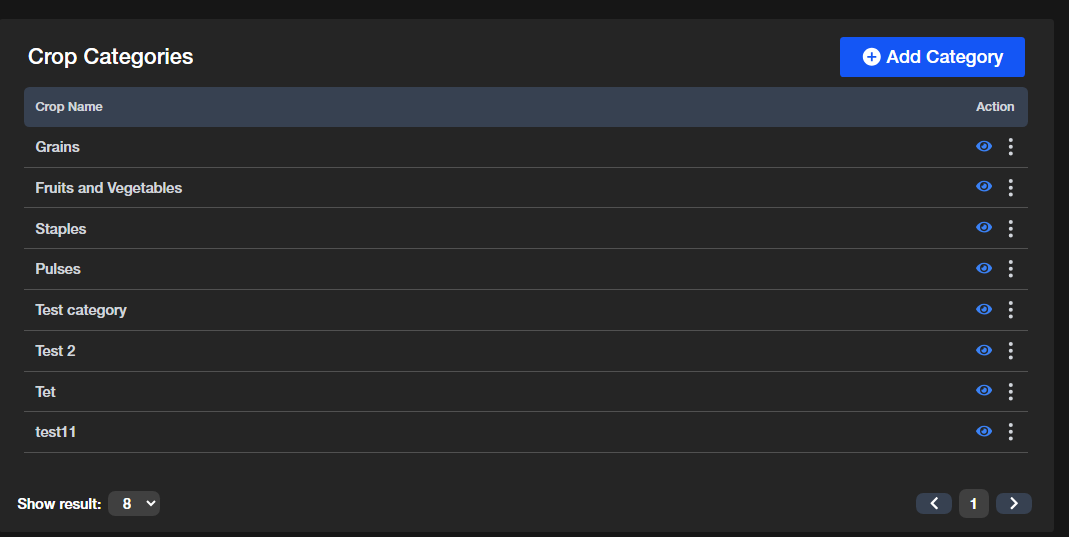 Crop Categories
Add Category
Crop Name Action
Grains
Fruits and Vegetables
Staples
Pulses
Test category
Test 2
Tet
test11
Show result: 8 1